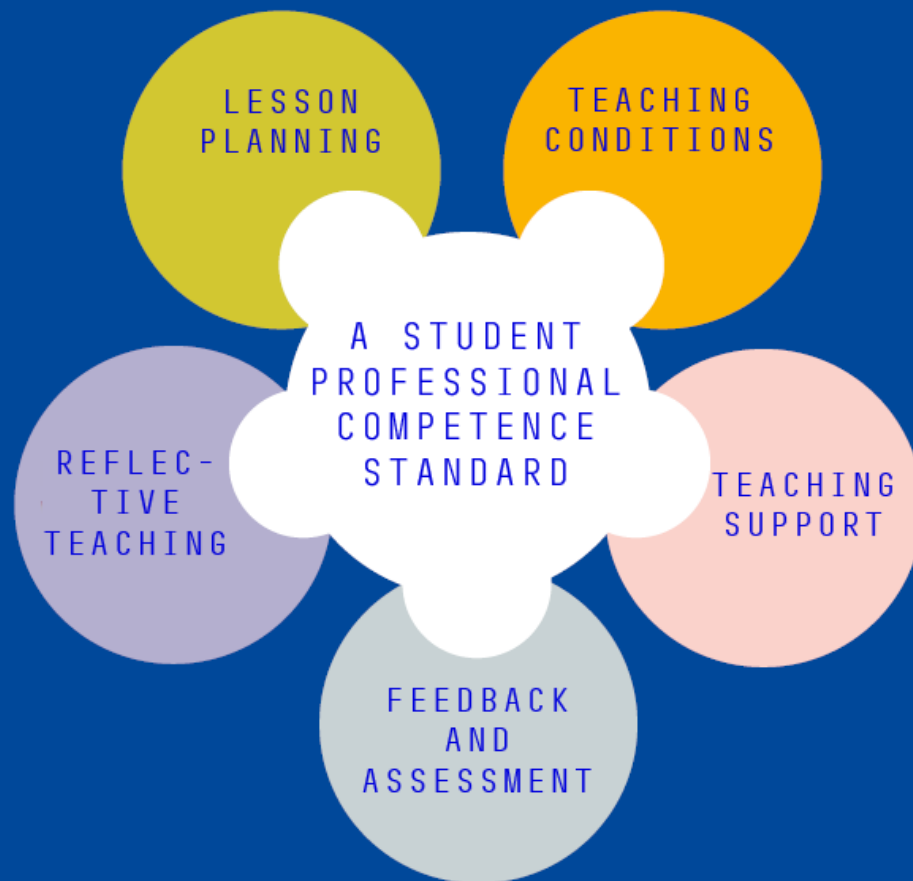 LESSON
PLANNING
TEACHING
CONDITIONS
A STUDENT
PROFESSIONAL
COMPETENCE
STANDARD
REFLEC-
TIVE
TEACHING
TEACHING
SUPPORT
FEEDBACK
AND
ASSESSMENT